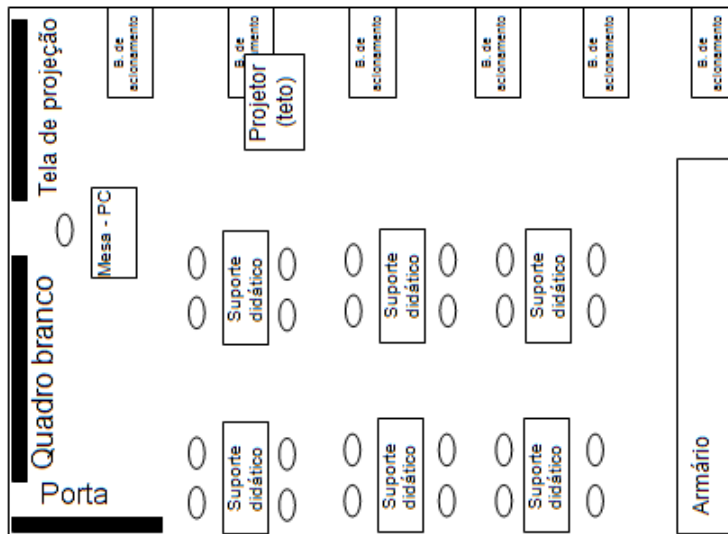 Tela de projeção
B. de
acionamento
B. de
Projetor
(teto)
B. de
acionamento
B. de
acionamento
B. de
acionamento
B. de
acionamento
Mesa - PC
Quadro branco
Suporte
didático
Suporte
didático
Suporte
didático
Porta
Suporte
didático
Suporte
didático
Suporte
didático
Armário